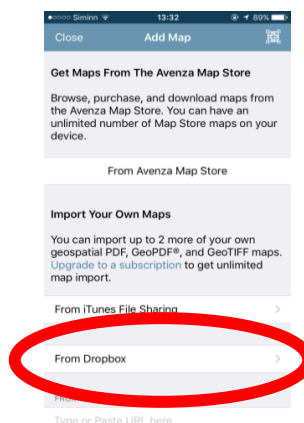 Siminn 13:32 89%
Close Add Map
Get Maps From The Avenza Map Store
Browse, purchase, and download maps from
the Avenza Map Store. You can have an
unlimited number of Map Store maps on your
device.
From Avenza Map Store
Import Your Own Maps
You can import up to 2 more of your own
geospatial PDF, GeoPDF®, and GeoTIFF maps.
Upgrade to a subscription to get unlimited
map import.
From iTunes File Sharing
From Dropbox
Type or Paste URL here